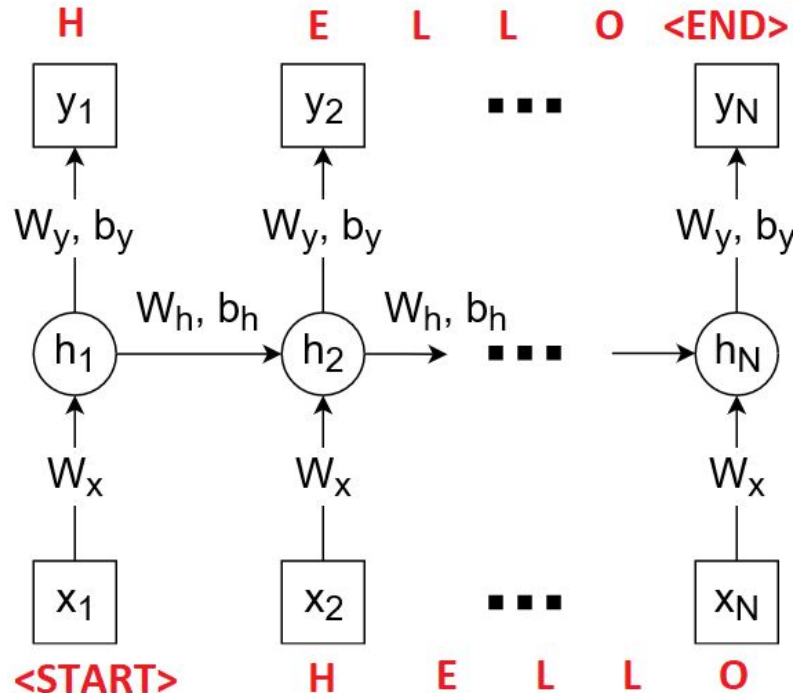 H E L L O <END>
y1 y2 ... yN
Wy, by Wy, by Wy, by
Wh, bh Wh, bh
h1 h2 ... hN
Wx Wx Wx
x1 x2 ... xN
<START> H E L L O